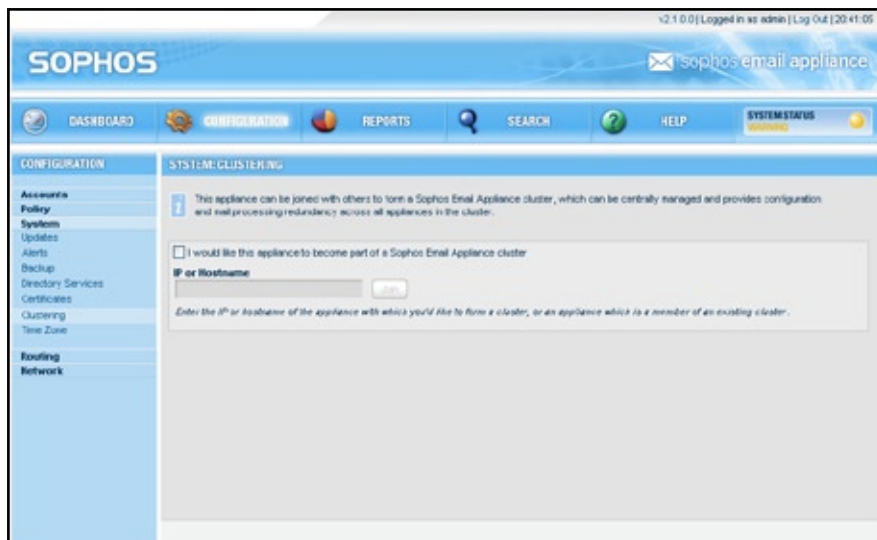 v2.1.0.0 | Logged in as admin | Log Out | 20:41:05
SOPHOS
sophos email appliance
DASHBOARD
CONFIGURATION
REPORTS
SEARCH
HELP
SYSTEM STATUS
WARNING
CONFIGURATION
SYSTEM: CLUSTERING
Accounts
Policy
System
Updates
Alerts
Backup
Directory Services
Certificates
Clustering
Time Zone
Routing
Network
This appliance can be joined with others to form a Sophos Email Appliance cluster, which can be centrally managed and provides configuration
and mail processing redundancy across all appliances in the cluster.
I would like this appliance to become part of a Sophos Email Appliance cluster
IP or Hostname
Join
Enter the IP or hostname of the appliance with which you'd like to form a cluster, or an appliance which is a member of an existing cluster.